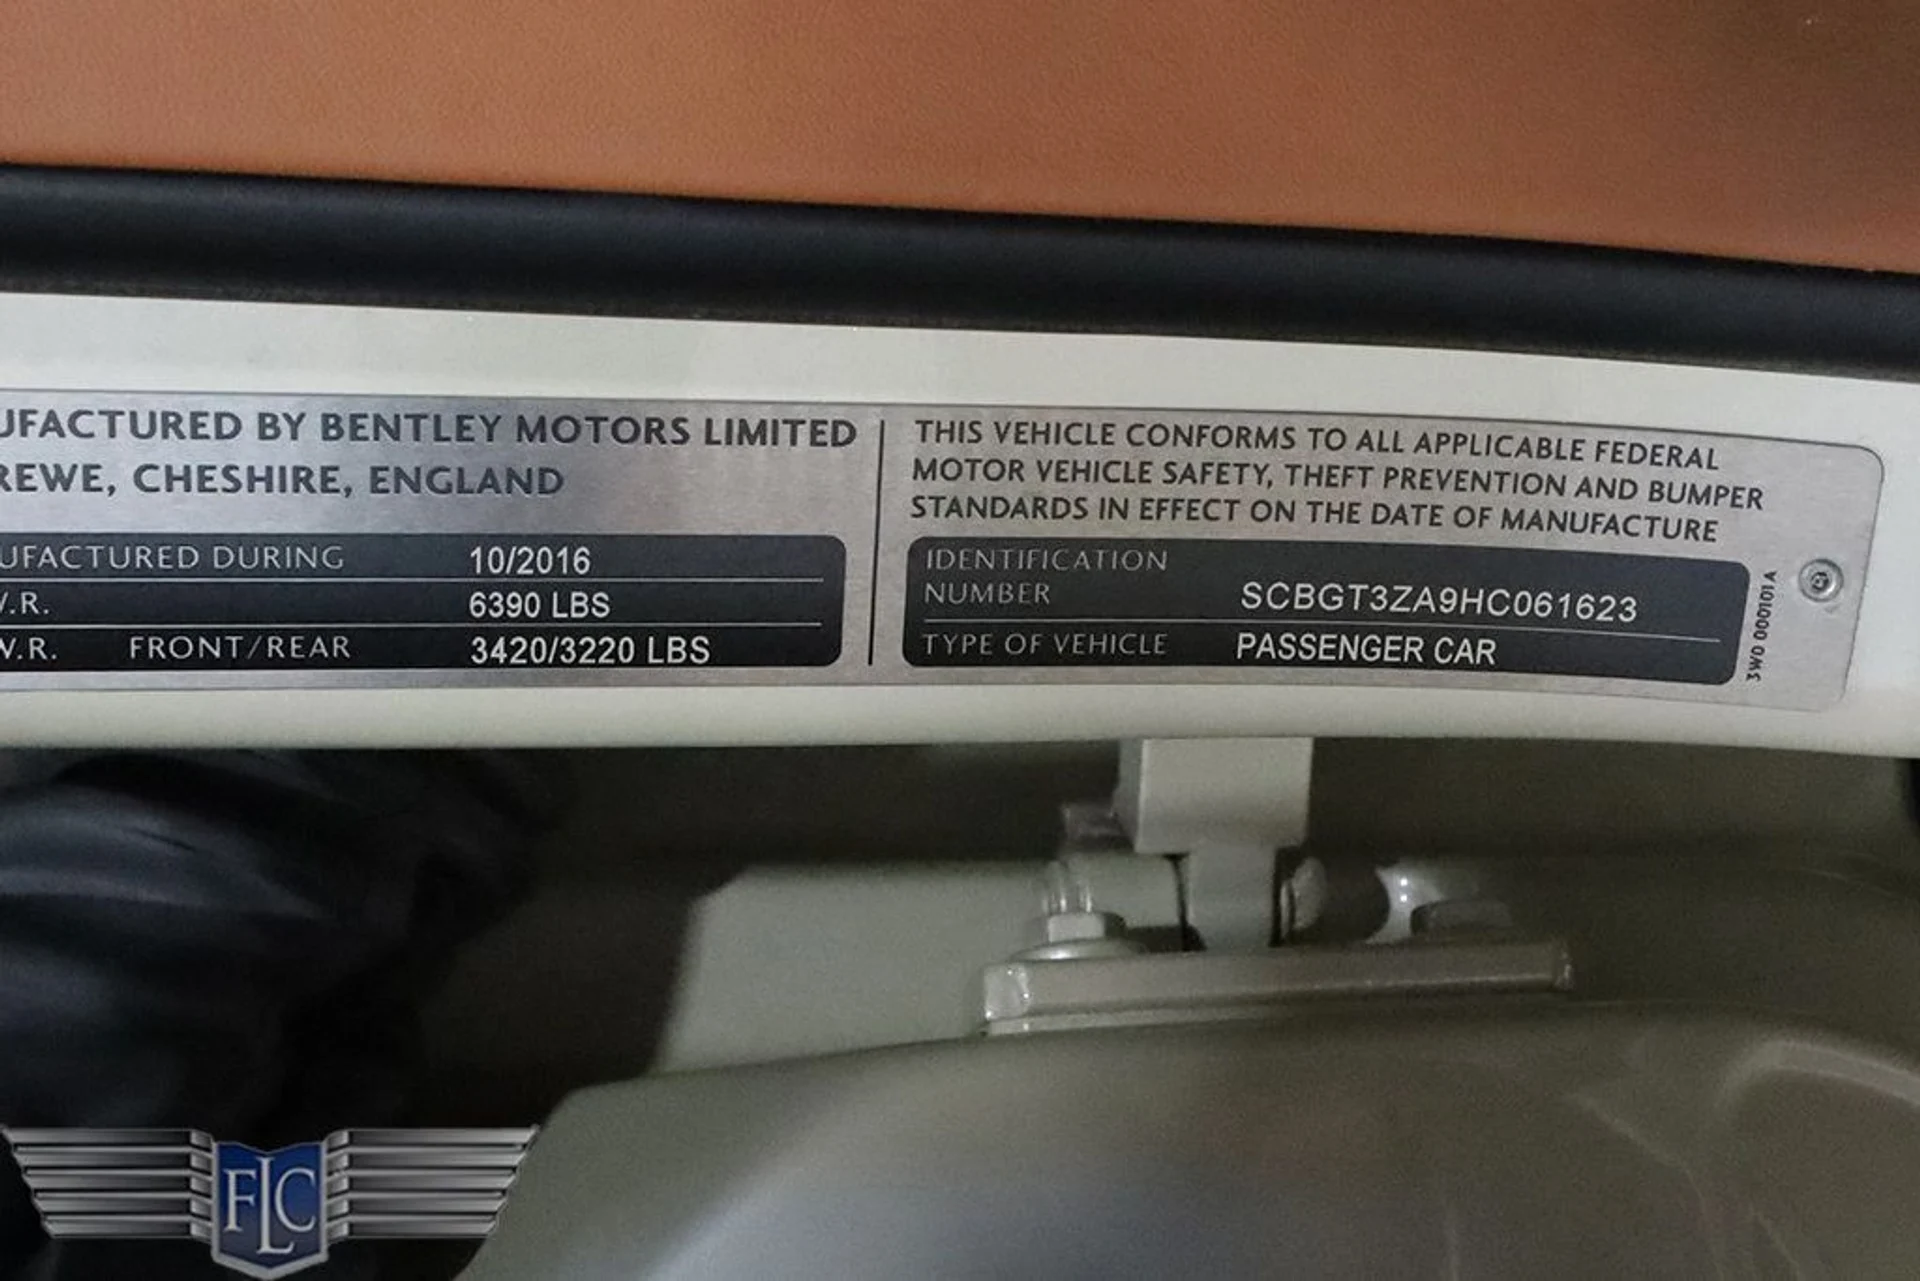 UFACTURED BY BENTLEY MOTORS LIMITED
REWE, CHESHIRE, ENGLAND
UFACTURED DURING 10/2016
V.R. 6390 LBS
W.R. FRONT/REAR 3420/3220 LBS
THIS VEHICLE CONFORMS TO ALL APPLICABLE FEDERAL
MOTOR VEHICLE SAFETY, THEFT PREVENTION AND BUMPER
STANDARDS IN EFFECT ON THE DATE OF MANUFACTURE
IDENTIFICATION
NUMBER SCBGT3ZA9HC061623
TYPE OF VEHICLE PASSENGER CAR
3W0 000101 A
FLC